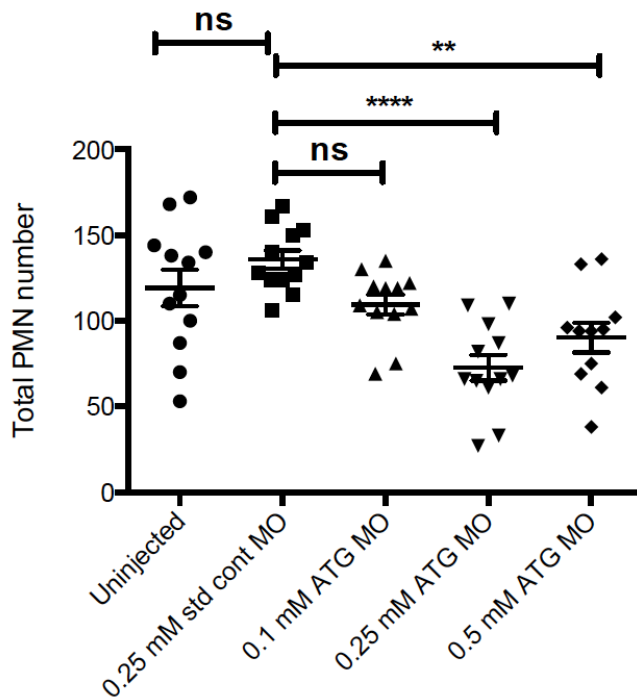 ns
**
****
ns
200
150
100
50
0
Total PMN number
Uninjected
0.25 mM std cont MO
0.1 mM ATG MO
0.25 mM ATG MO
0.5 mM ATG MO